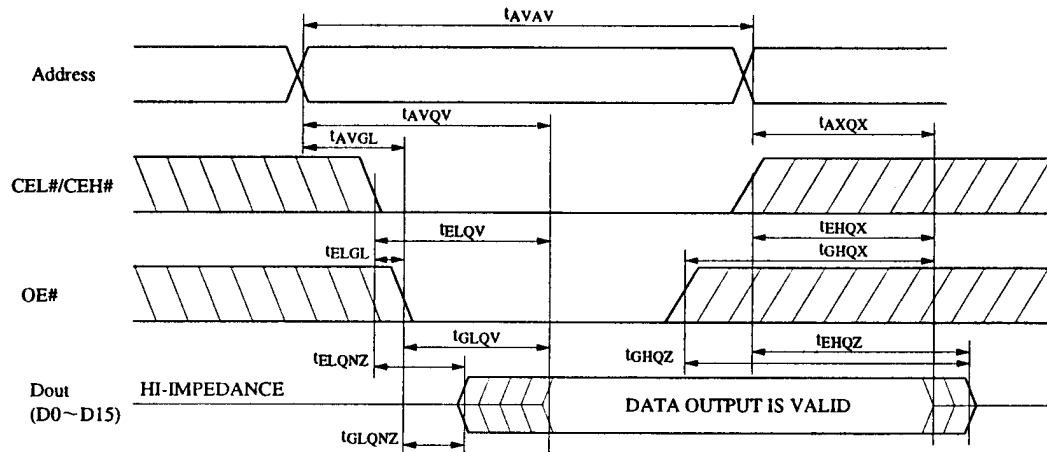 tAVAV
Address
tAVQV
tAXQX
tAVGL
CEL#/CEH#
tELQV
tEHQX
tELGL
tGHQX
OE#
tGLQV
tEHQZ
tELQNZ
tGHQZ
Dout
(D0~D15)
HI-IMPEDANCE
DATA OUTPUT IS VALID
tGLQNZ